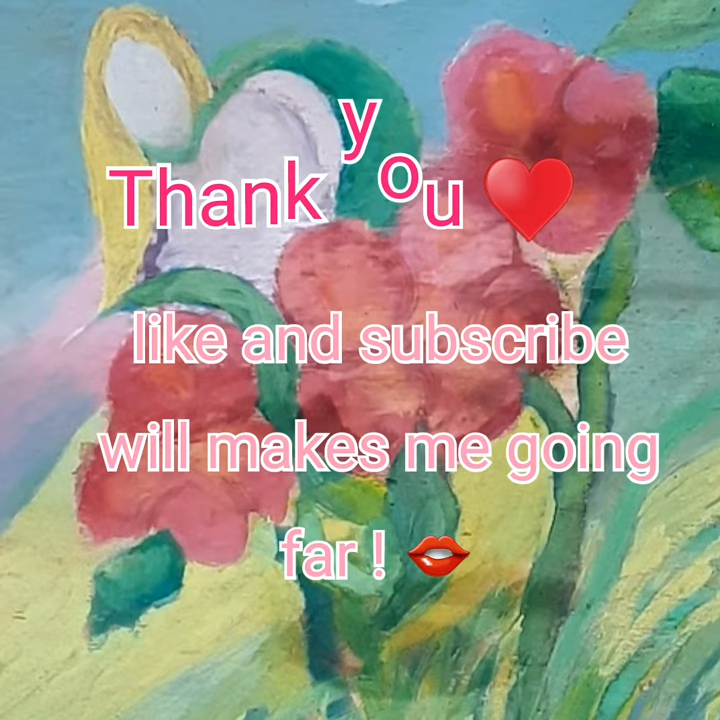 Thank you ❤️
like and subscribe
will makes me going
far ! 👄